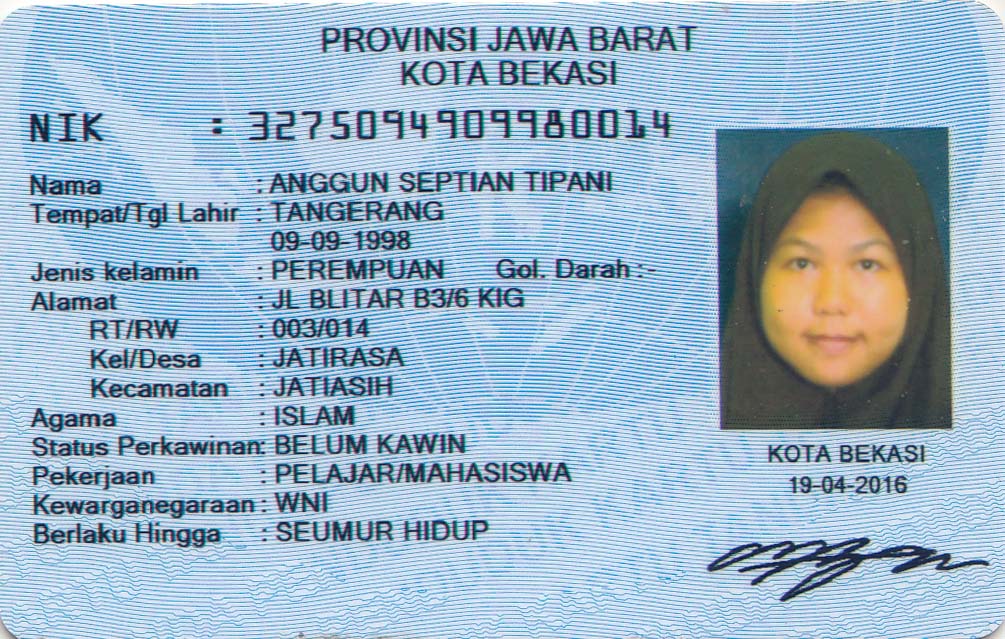 PROVINSI JAWA BARAT
KOTA BEKASI
NIK : 3275094909980014
Nama : ANGGUN SEPTIAN TIPANI
Tempat/Tgl Lahir : TANGERANG
09-09-1998
Jenis kelamin : PEREMPUAN Gol. Darah :-
Alamat : JL BLITAR B3/6 KIG
RT/RW : 003/014
Kel/Desa : JATIRASA
Kecamatan : JATIASIH
Agama : ISLAM
Status Perkawinan: BELUM KAWIN
Pekerjaan : PELAJAR/MAHASISWA
Kewarganegaraan : WNI
Berlaku Hingga : SEUMUR HIDUP
KOTA BEKASI
19-04-2016